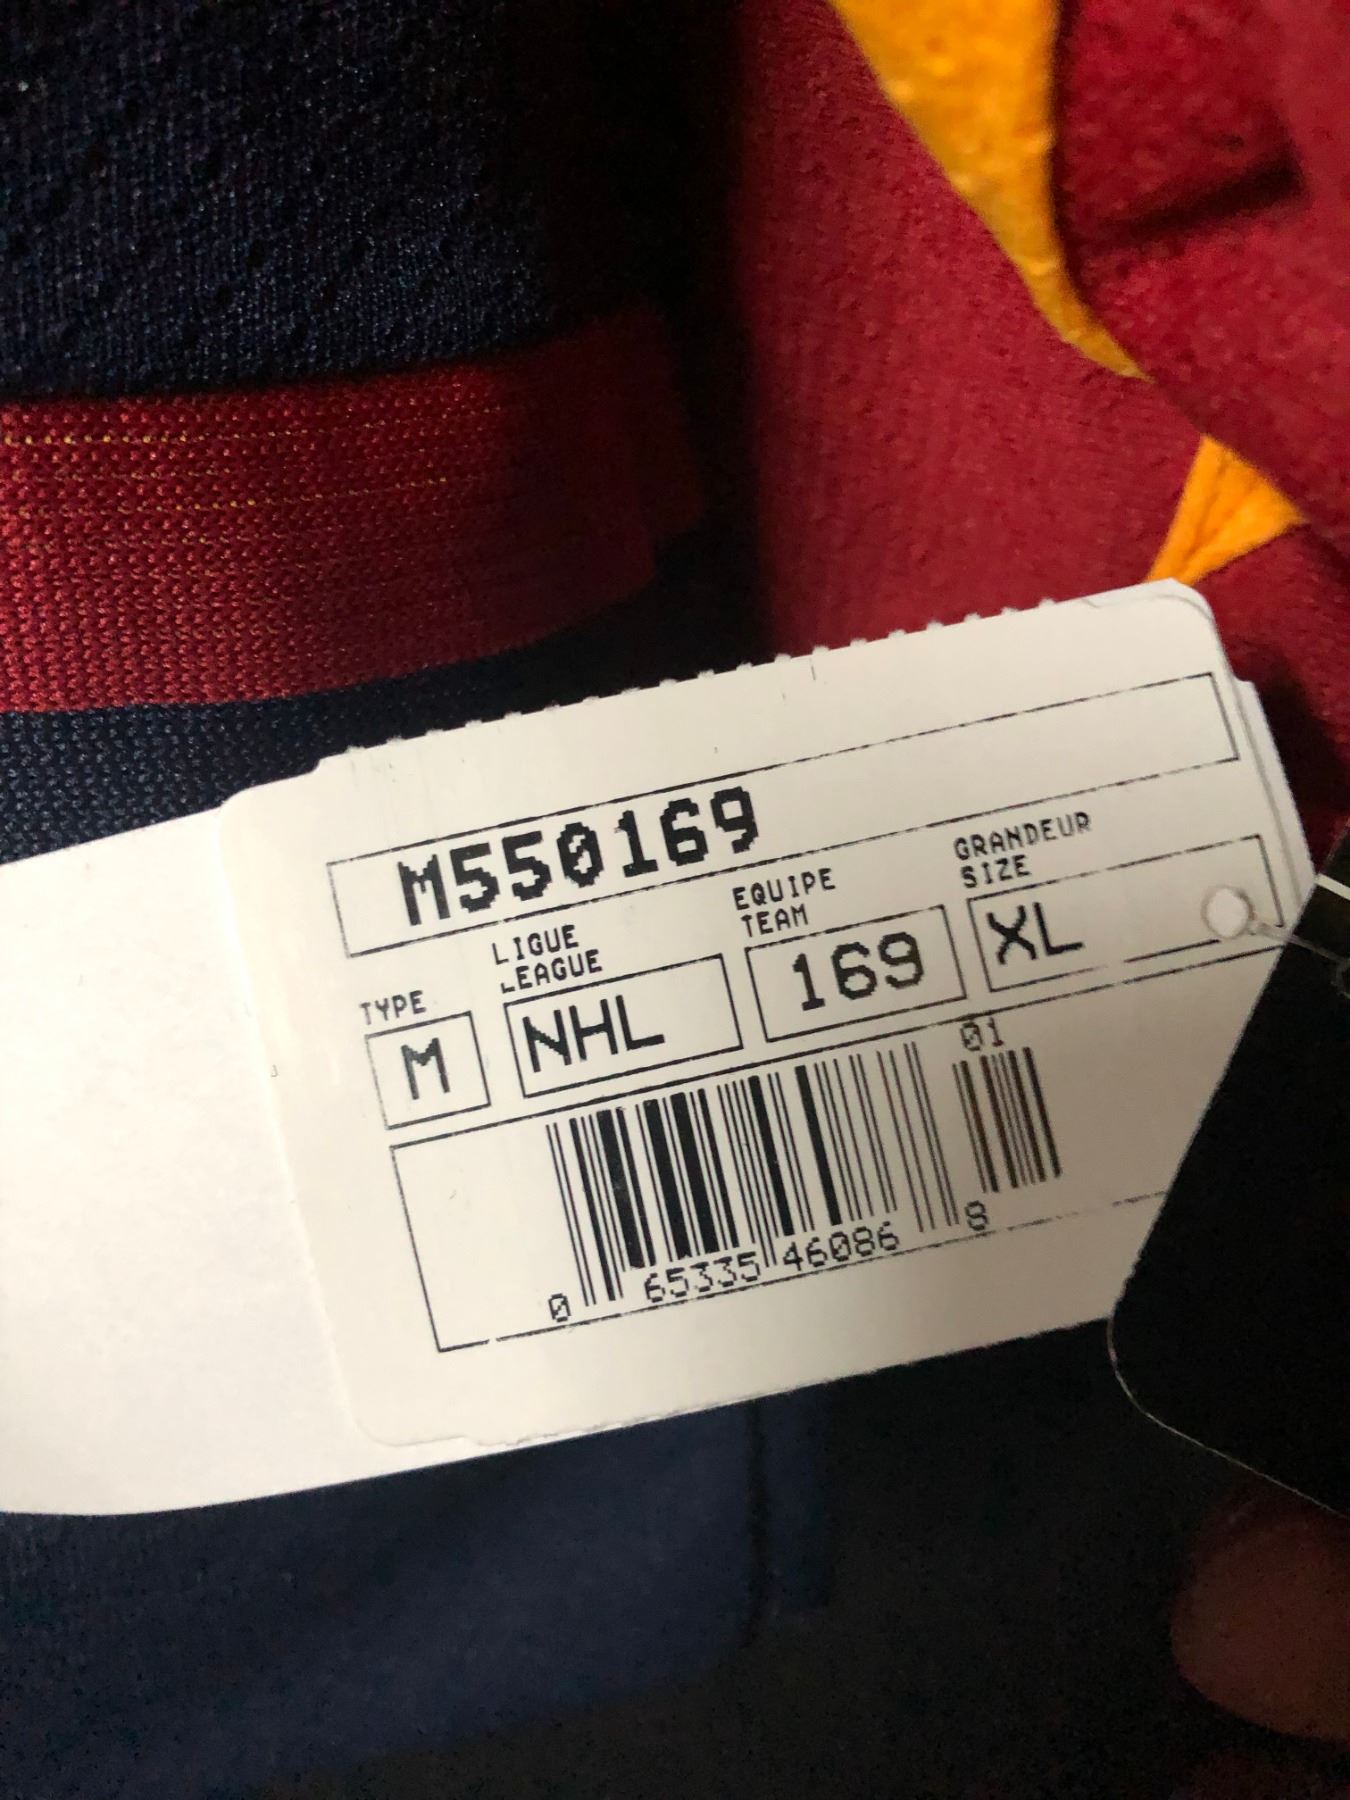 M550169
TYPE
M
LIGUE
LEAGUE
NHL
EQUIPE
TEAM
169
GRANDEUR
SIZE
XL
01
0 65335 46086 8